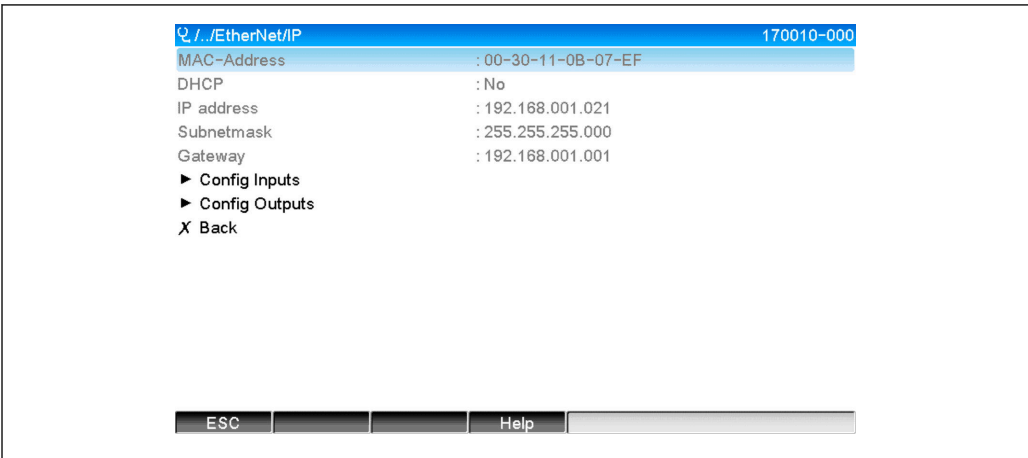 /../EtherNet/IP 170010-000
MAC-Address : 00-30-11-0B-07-EF
DHCP : No
IP address : 192.168.001.021
Subnetmask : 255.255.255.000
Gateway : 192.168.001.001
► Config Inputs
► Config Outputs
X Back
ESC Help